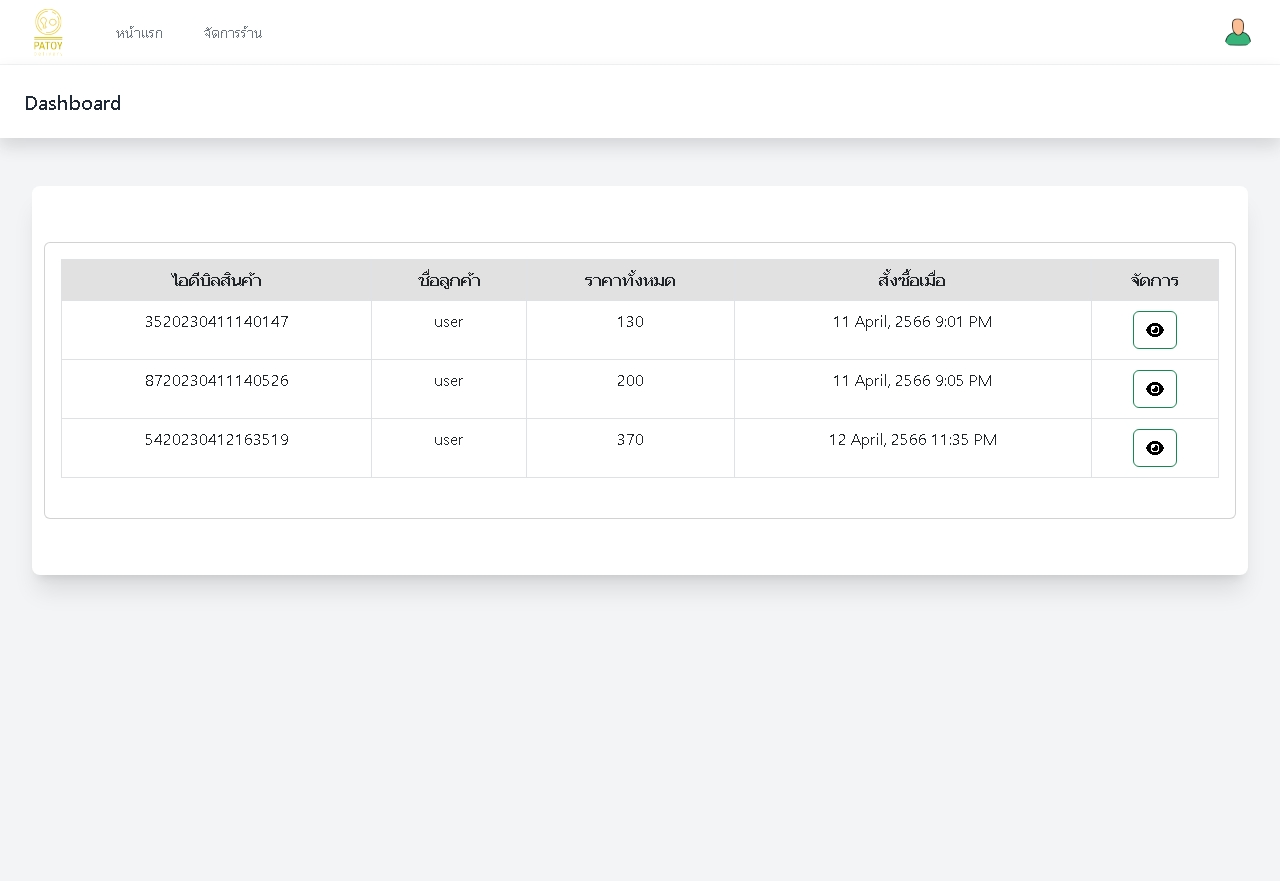 PATOY
หน้าแรก
จัดการร้าน
Dashboard
ไอดีบิลสินค้า ชื่อลูกค้า ราคาทั้งหมด สั่งซื้อเมื่อ จัดการ
3520230411140147 user 130 11 April, 2566 9:01 PM
8720230411140526 user 200 11 April, 2566 9:05 PM
5420230412163519 user 370 12 April, 2566 11:35 PM